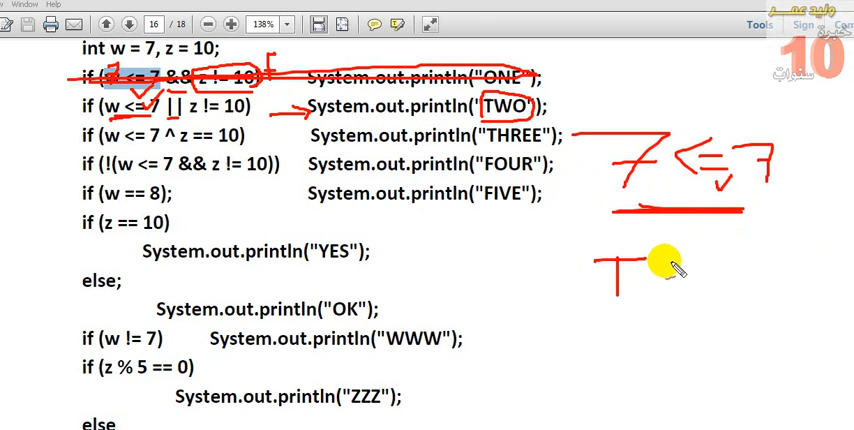 w Help
16 / 18
138%
Tools
Sign
Com
وليد عمر
خبرة
10
سنوات
int w = 7, z = 10;
if (w <= 7 && z != 10) System.out.println("ONE");
F
if (w <= 7 || z != 10) System.out.println("TWO");
if (w <= 7 ^ z == 10) System.out.println("THREE");
7 <= 7
if (!(w <= 7 && z != 10)) System.out.println("FOUR");
if (w == 8); System.out.println("FIVE");
if (z == 10)
System.out.println("YES");
T
else;
System.out.println("OK");
if (w != 7) System.out.println("WWW");
if (z % 5 == 0)
System.out.println("ZZZ");
else